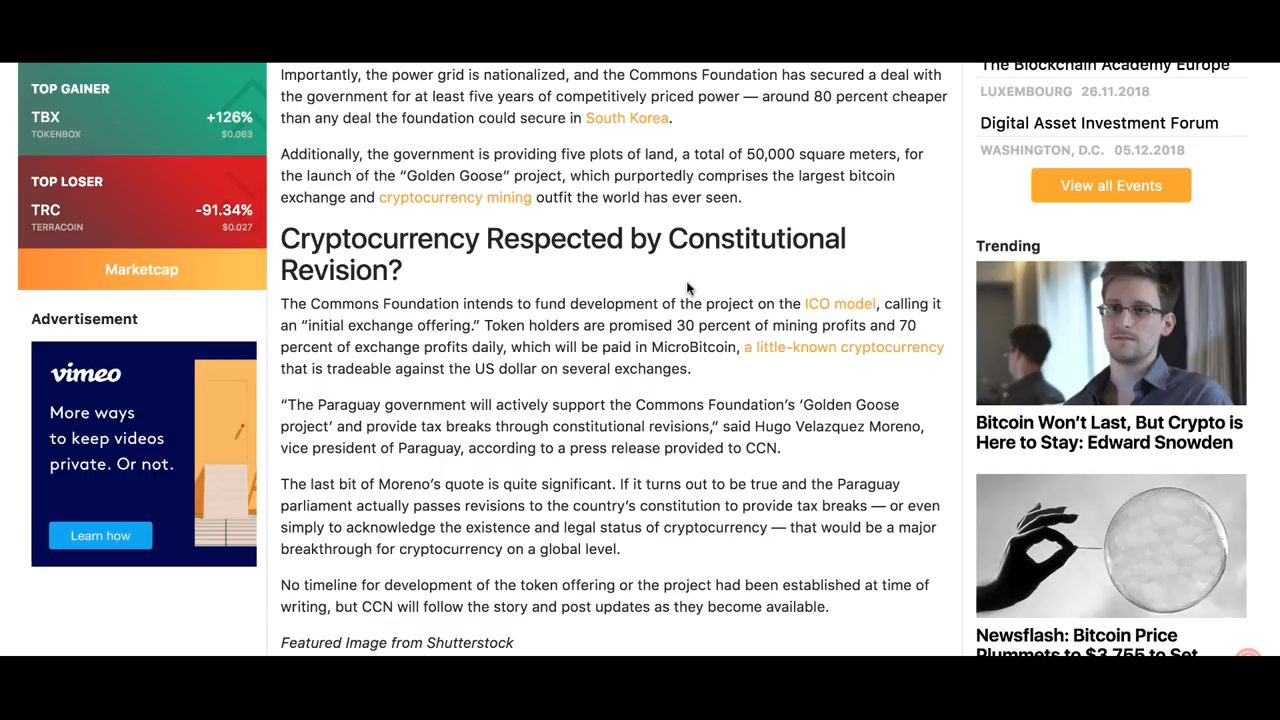 TOP GAINER
TBX
+126%
TOKENBOX
$0.063
TOP LOSER
TRC
-91.34%
TERRACOIN
$0.027
Marketcap
Advertisement
vimeo
More ways
to keep videos
private. Or not.
Learn how
Importantly, the power grid is nationalized, and the Commons Foundation has secured a deal with
the government for at least five years of competitively priced power — around 80 percent cheaper
than any deal the foundation could secure in South Korea.
Additionally, the government is providing five plots of land, a total of 50,000 square meters, for
the launch of the “Golden Goose” project, which purportedly comprises the largest bitcoin
exchange and cryptocurrency mining outfit the world has ever seen.
Cryptocurrency Respected by Constitutional
Revision?
The Commons Foundation intends to fund development of the project on the ICO model, calling it
an “initial exchange offering.” Token holders are promised 30 percent of mining profits and 70
percent of exchange profits daily, which will be paid in MicroBitcoin, a little-known cryptocurrency
that is tradeable against the US dollar on several exchanges.
“The Paraguay government will actively support the Commons Foundation’s ‘Golden Goose
project’ and provide tax breaks through constitutional revisions,” said Hugo Velazquez Moreno,
vice president of Paraguay, according to a press release provided to CCN.
The last bit of Moreno’s quote is quite significant. If it turns out to be true and the Paraguay
parliament actually passes revisions to the country’s constitution to provide tax breaks — or even
simply to acknowledge the existence and legal status of cryptocurrency — that would be a major
breakthrough for cryptocurrency on a global level.
No timeline for development of the token offering or the project had been established at time of
writing, but CCN will follow the story and post updates as they become available.
Featured Image from Shutterstock
The Blockchain Academy Europe
LUXEMBOURG 26.11.2018
Digital Asset Investment Forum
WASHINGTON, D.C. 05.12.2018
View all Events
Trending
Bitcoin Won’t Last, But Crypto is
Here to Stay: Edward Snowden
Newsflash: Bitcoin Price
Plummets to $3,755 to Set